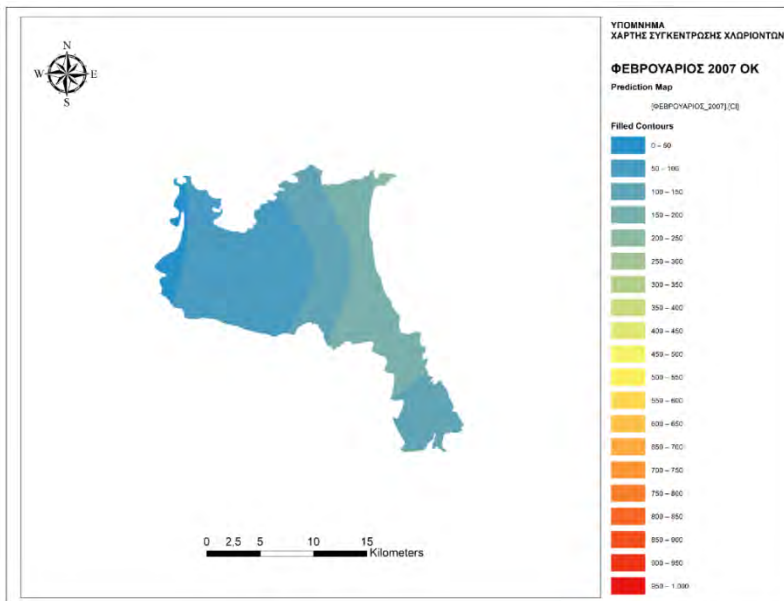 N
W E
S
ΥΠΟΜΝΗΜΑ
ΧΑΡΤΗΣ ΣΥΓΚΕΝΤΡΩΣΗΣ ΧΛΩΡΙΟΝΤΩΝ
ΦΕΒΡΟΥΑΡΙΟΣ 2007 ΟΚ
Prediction Map
[ΦΕΒΡΟΥΑΡΙΟΣ_2007].[Cl]
Filled Contours
0 – 50
50 – 100
100 – 150
150 – 200
200 – 250
250 – 300
300 – 350
350 – 400
400 – 450
450 – 500
500 – 550
550 – 600
600 – 650
650 – 700
700 – 750
750 – 800
800 – 850
850 – 900
900 – 950
950 – 1.000
0 2,5 5 10 15
Kilometers